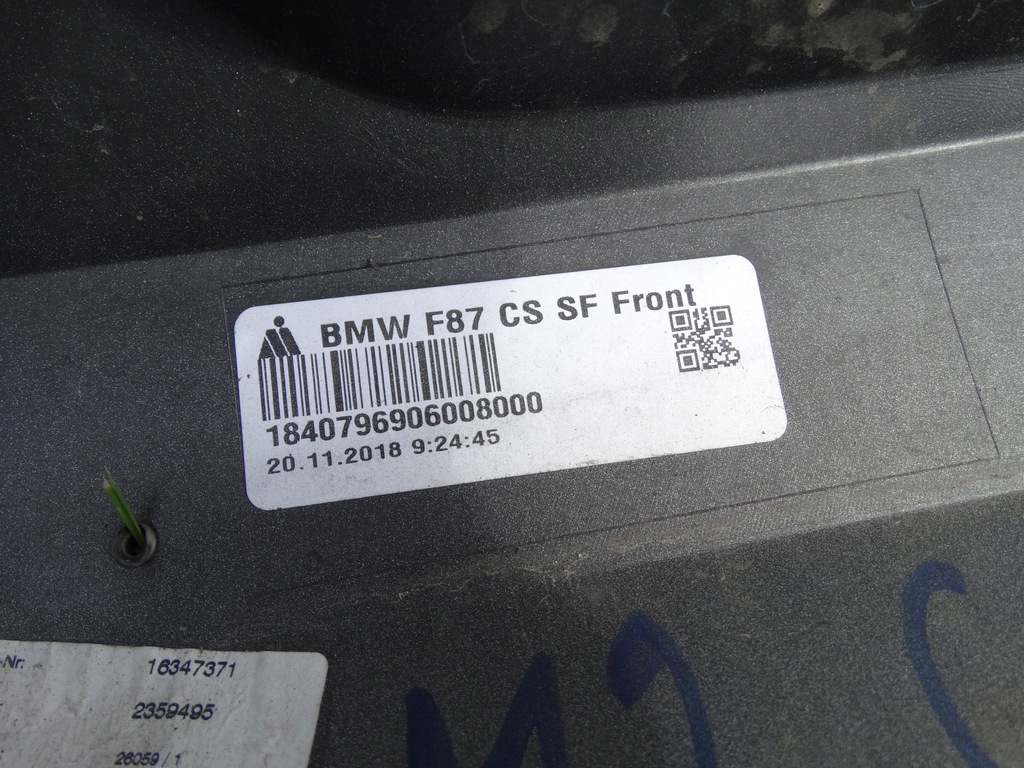 BMW F87 CS SF Front
1840796906008000
20.11.2018 9:24:45
-Nr: 16347371
2359495
26059 / 1